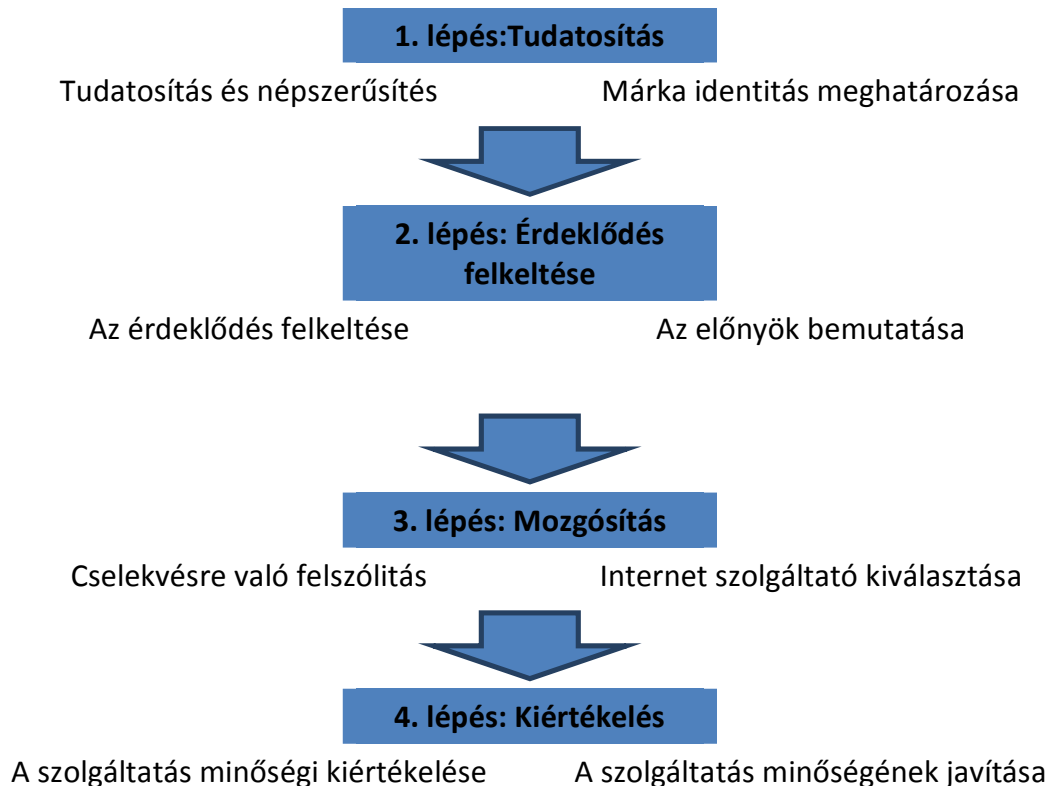 1. lépés:Tudatosítás
Tudatosítás és népszerűsítés
Márka identitás meghatározása
2. lépés: Érdeklődés
felkeltése
Az érdeklődés felkeltése
Az előnyök bemutatása
3. lépés: Mozgósítás
Cselekvésre való felszólitás
Internet szolgáltató kiválasztása
4. lépés: Kiértékelés
A szolgáltatás minőségi kiértékelése
A szolgáltatás minőségének javítása